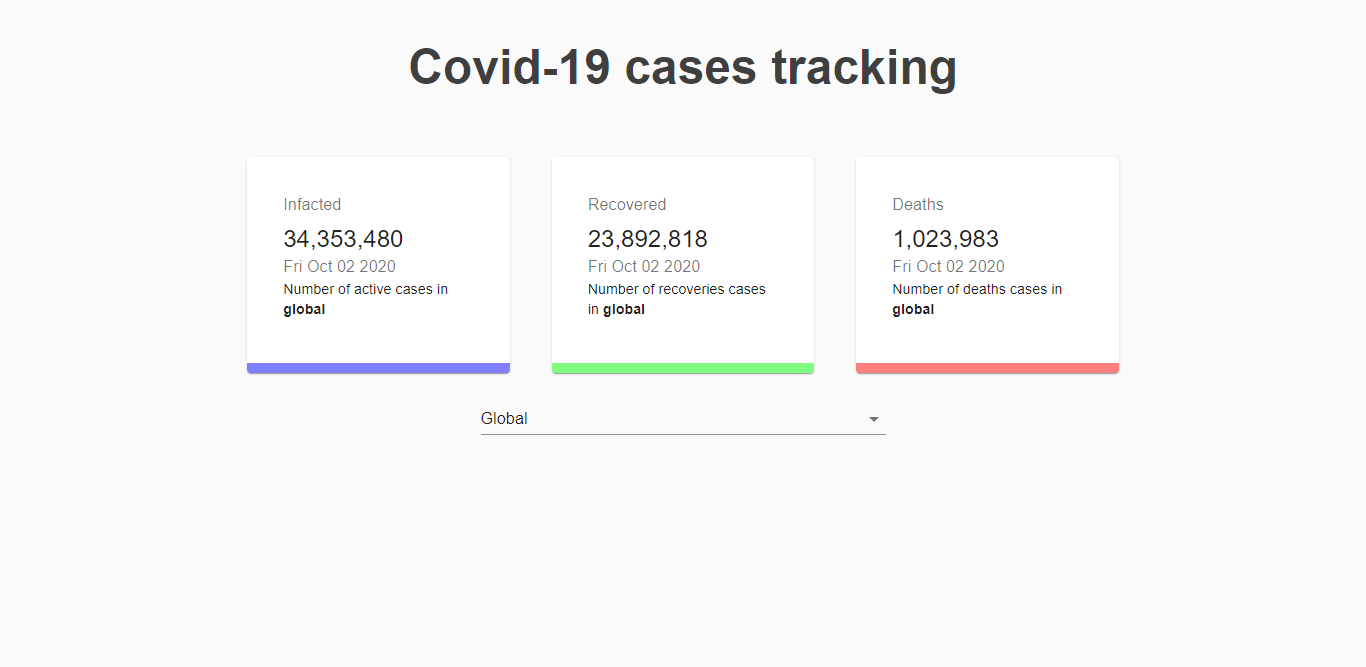 Covid-19 cases tracking
Infacted
34,353,480
Fri Oct 02 2020
Number of active cases in
global
Recovered
23,892,818
Fri Oct 02 2020
Number of recoveries cases
in global
Deaths
1,023,983
Fri Oct 02 2020
Number of deaths cases in
global
Global